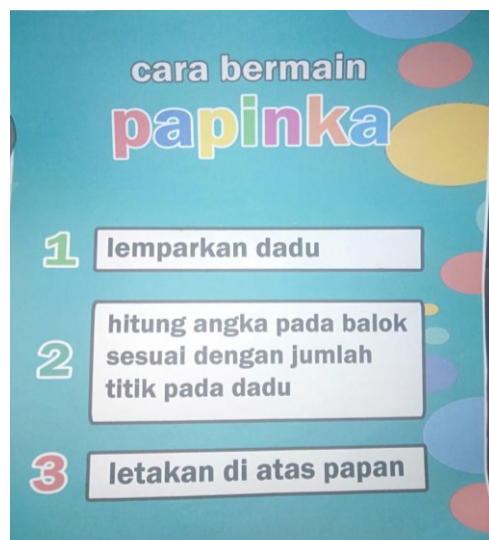 cara bermain
papinka
1 lemparkan dadu
2 hitung angka pada balok
sesuai dengan jumlah
titik pada dadu
3 letakan di atas papan